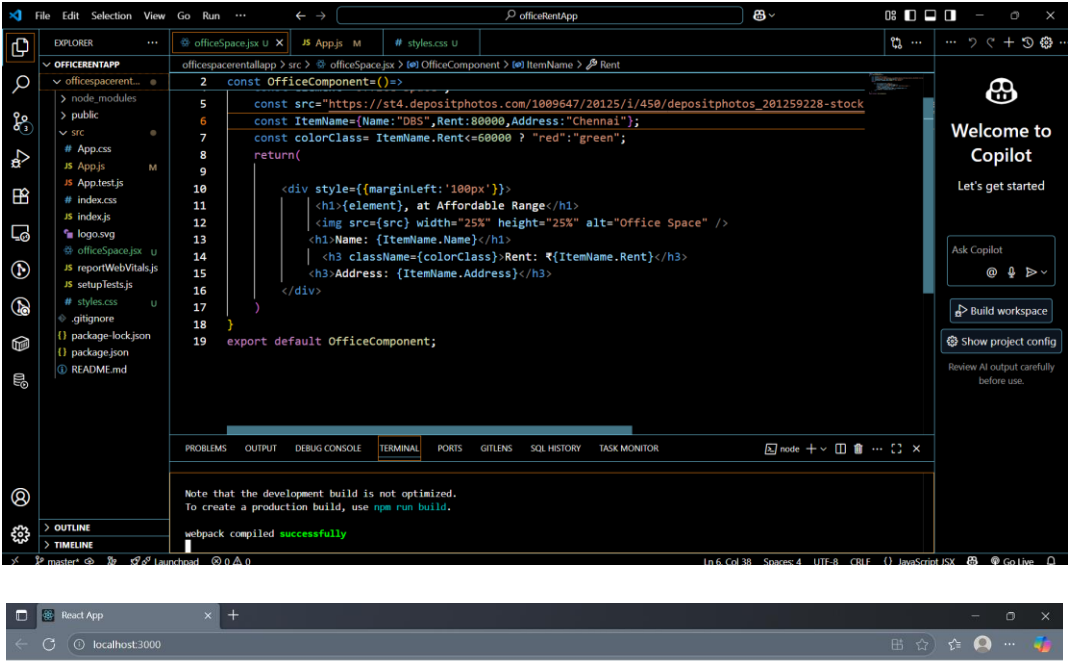 File Edit Selection View Go Run ··· officeRentApp
EXPLORER ···
OFFICERENTAPP
officespacerent...
node_modules
public
src
# App.css
JS App.js M
JS App.test.js
# index.css
JS index.js
logo.svg
officeSpace.jsx U
JS reportWebVitals.js
JS setupTests.js
# styles.css U
.gitignore
{} package-lock.json
{} package.json
README.md
OUTLINE
TIMELINE
officeSpace.jsx U JS App.js M # styles.css U
officespacerentallapp > src > officeSpace.jsx > OfficeComponent > ItemName > Rent
2 const OfficeComponent=()=>
5 const src="https://st4.depositphotos.com/1009647/20125/i/450/depositphotos_201259228-stock
6 const ItemName={Name:"DBS",Rent:80000,Address:"Chennai"};
7 const colorClass= ItemName.Rent<=60000 ? "red":"green";
8 return(
9
10 <div style={{marginLeft:'100px'}}>
11 <h1>{element}, at Affordable Range</h1>
12 <img src={src} width="25%" height="25%" alt="Office Space" />
13 <h1>Name: {ItemName.Name}</h1>
14 <h3 className={colorClass}>Rent: ₹{ItemName.Rent}</h3>
15 <h3>Address: {ItemName.Address}</h3>
16 </div>
17 )
18 }
19 export default OfficeComponent;
PROBLEMS OUTPUT DEBUG CONSOLE TERMINAL PORTS GITLENS SQL HISTORY TASK MONITOR node
Note that the development build is not optimized.
To create a production build, use npm run build.
webpack compiled successfully
Welcome to
Copilot
Let's get started
Ask Copilot
Build workspace
Show project config
Review AI output carefully
before use.
master* Launchpad 0 0 Ln 6, Col 38 Spaces: 4 UTF-8 CRLF {} JavaScript JSX Go Live
React App
localhost:3000